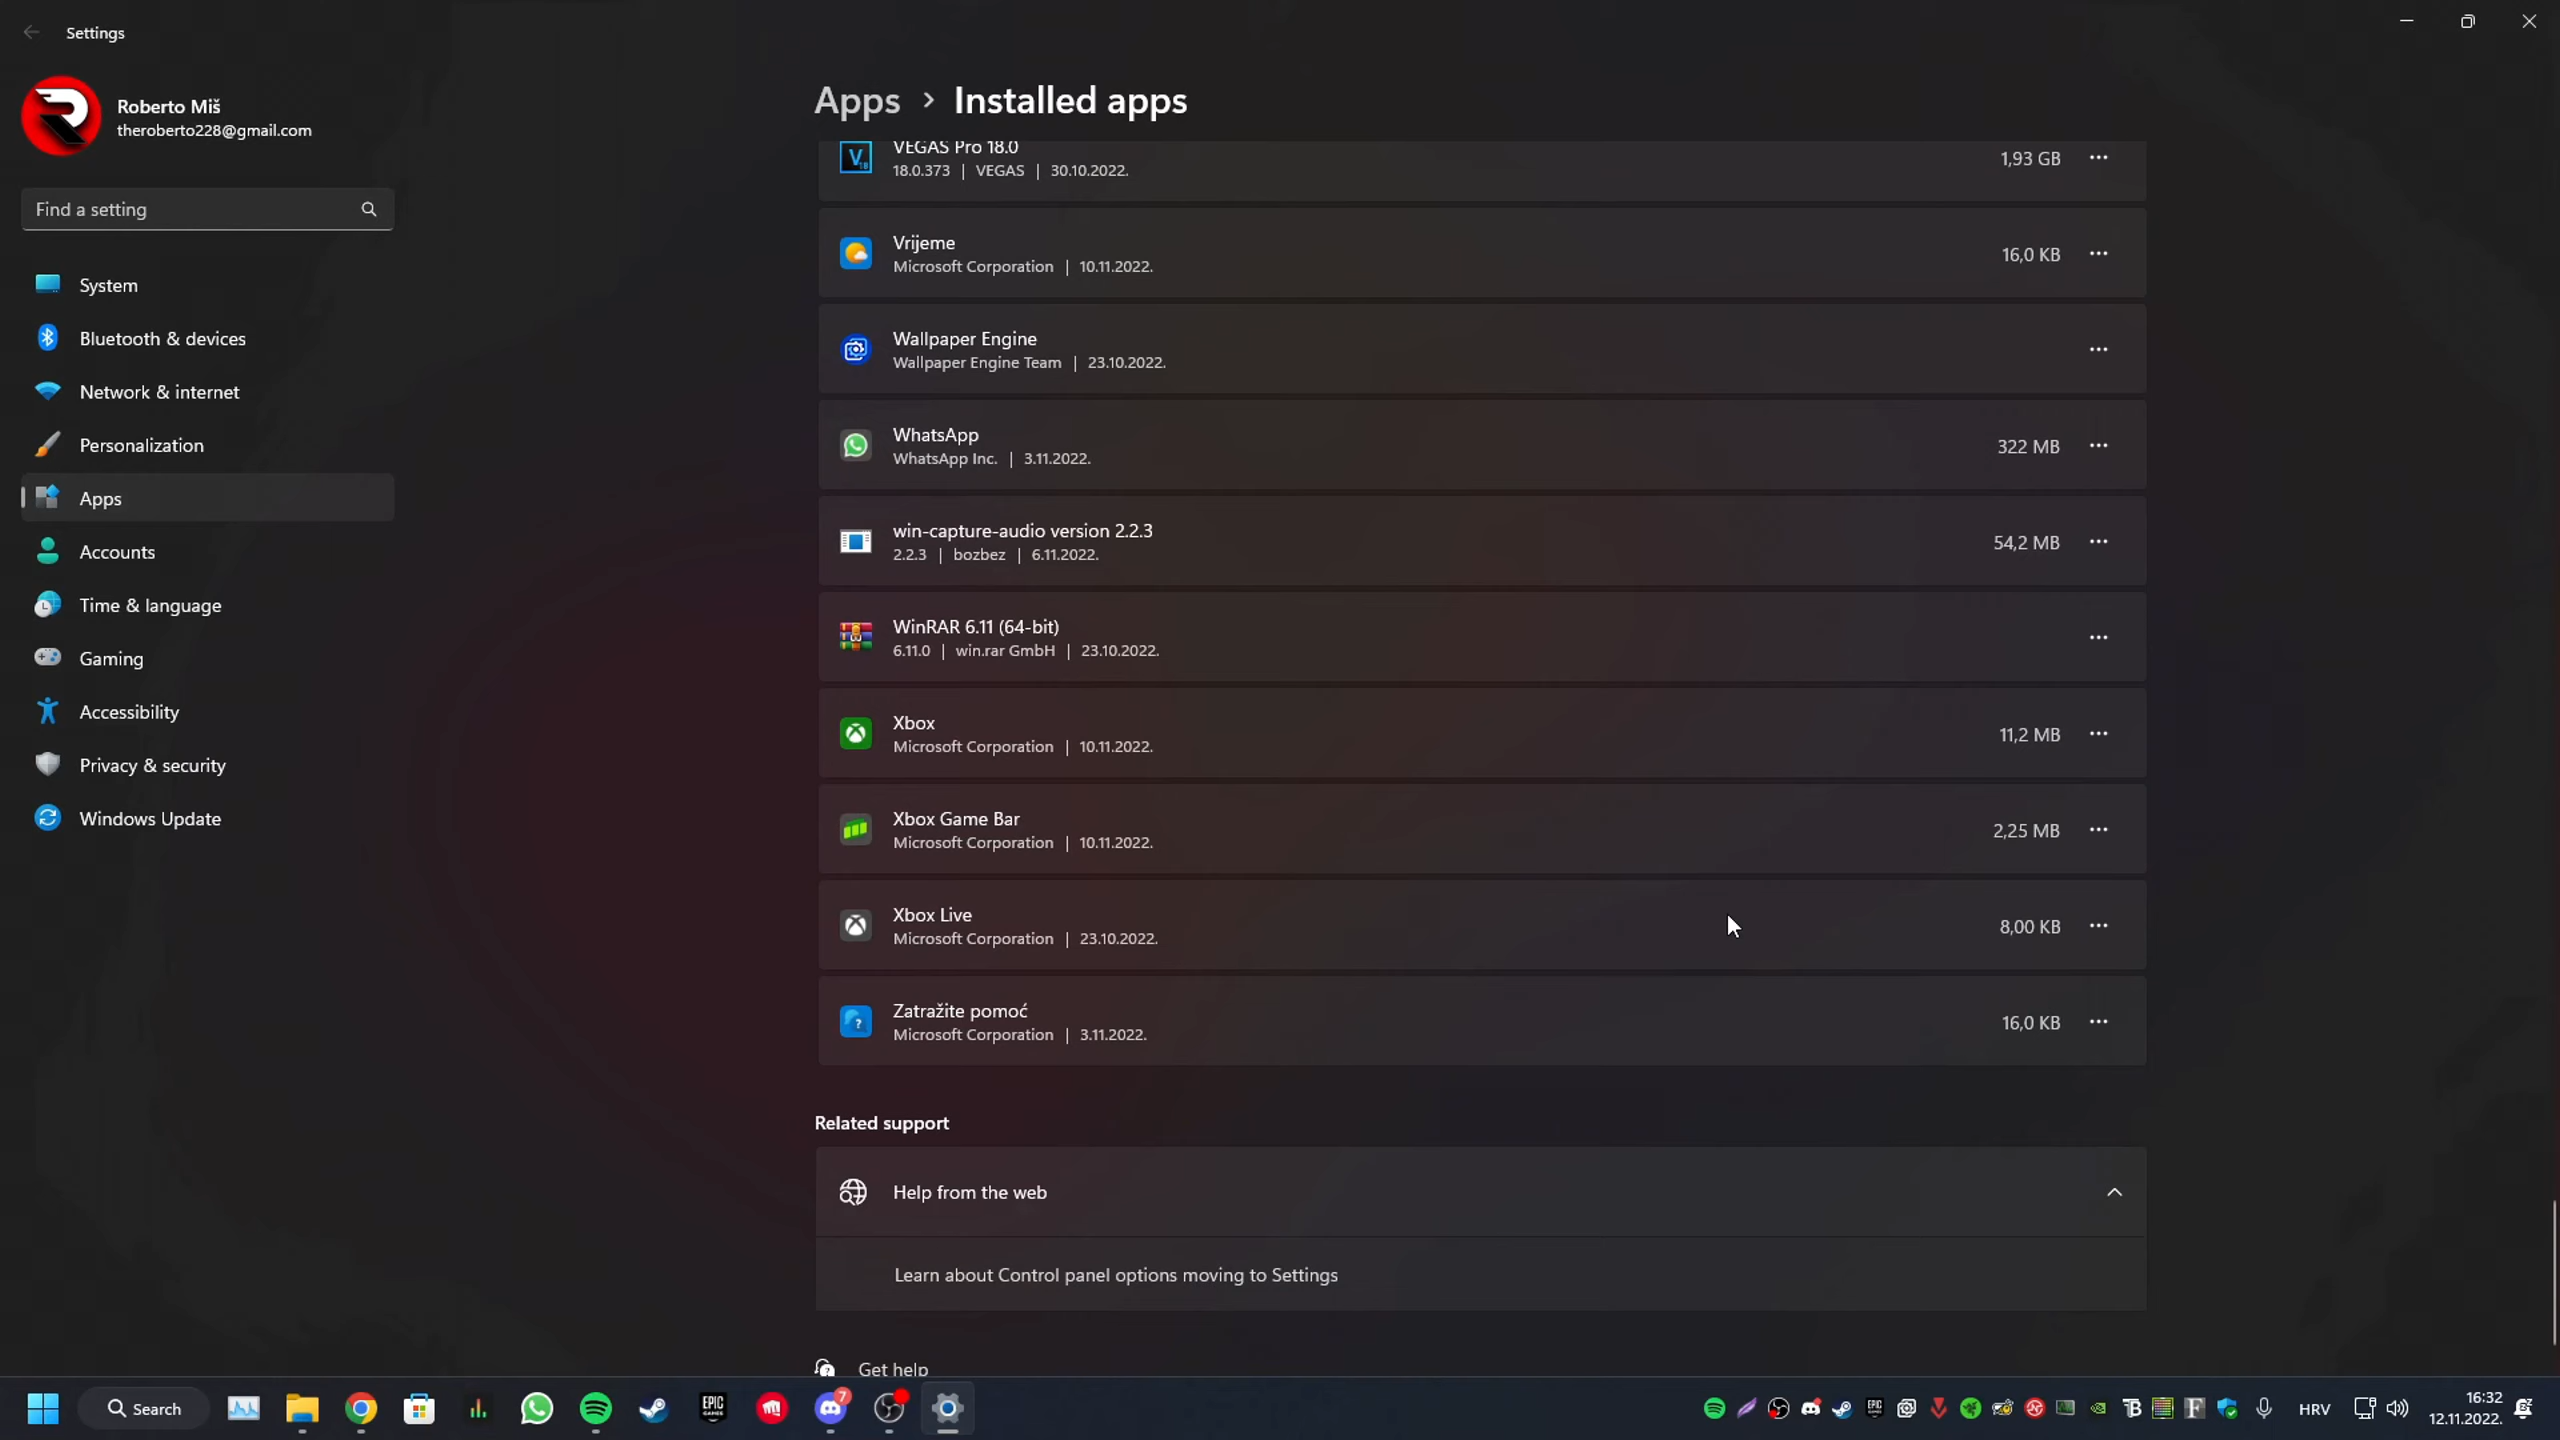 Settings
Roberto Miš
theroberto228@gmail.com
Find a setting
System
Bluetooth & devices
Network & internet
Personalization
Apps
Accounts
Time & language
Gaming
Accessibility
Privacy & security
Windows Update
Apps > Installed apps
VEGAS Pro 18.0
18.0.373 | VEGAS | 30.10.2022.
1,93 GB
Vrijeme
Microsoft Corporation | 10.11.2022.
16,0 KB
Wallpaper Engine
Wallpaper Engine Team | 23.10.2022.
WhatsApp
WhatsApp Inc. | 3.11.2022.
322 MB
win-capture-audio version 2.2.3
2.2.3 | bozbez | 6.11.2022.
54,2 MB
WinRAR 6.11 (64-bit)
6.11.0 | win.rar GmbH | 23.10.2022.
Xbox
Microsoft Corporation | 10.11.2022.
11,2 MB
Xbox Game Bar
Microsoft Corporation | 10.11.2022.
2,25 MB
Xbox Live
Microsoft Corporation | 23.10.2022.
8,00 KB
Zatražite pomoć
Microsoft Corporation | 3.11.2022.
16,0 KB
Related support
Help from the web
Learn about Control panel options moving to Settings
Get help
Search
EPIC
GAMES
7
HRV
16:32
12.11.2022.